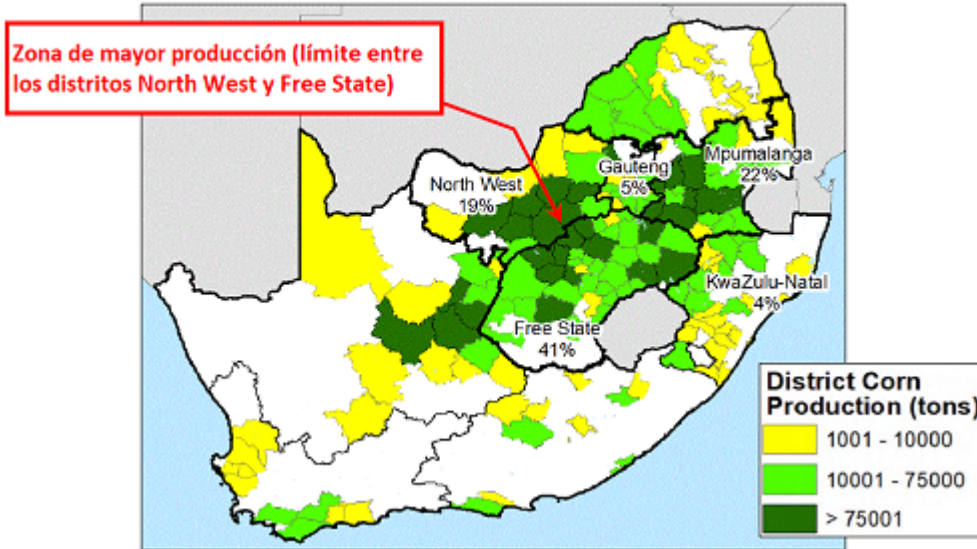 Zona de mayor producción (límite entre
los distritos North West y Free State)
Mpumalanga
22%
Gauteng
5%
North West
19%
KwaZulu-Natal
4%
Free State
41%
District Corn
Production (tons)
1001 - 10000
10001 - 75000
> 75001